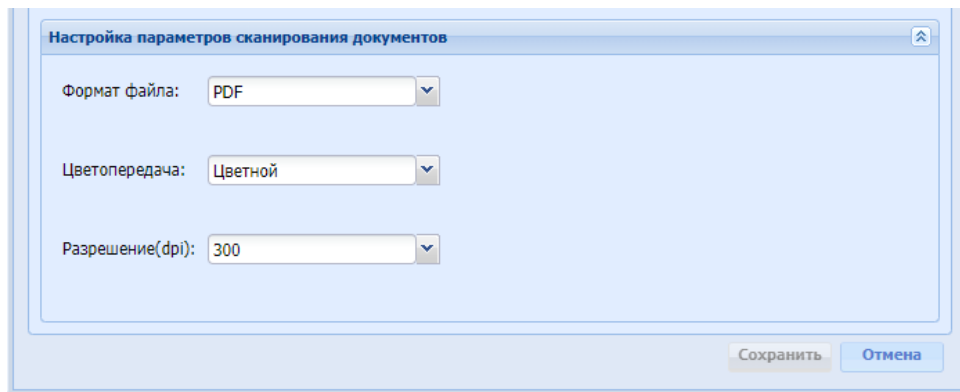 Настройка параметров сканирования документов
Формат файла: PDF
Цветопередача: Цветной
Разрешение(dpi): 300
Сохранить Отмена